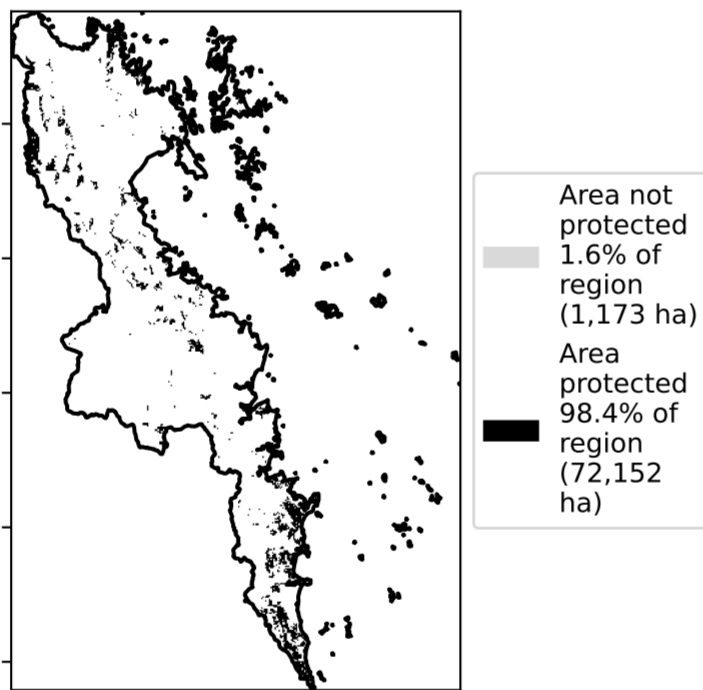 Area not
protected
1.6% of
region
(1,173 ha)
Area
protected
98.4% of
region
(72,152
ha)